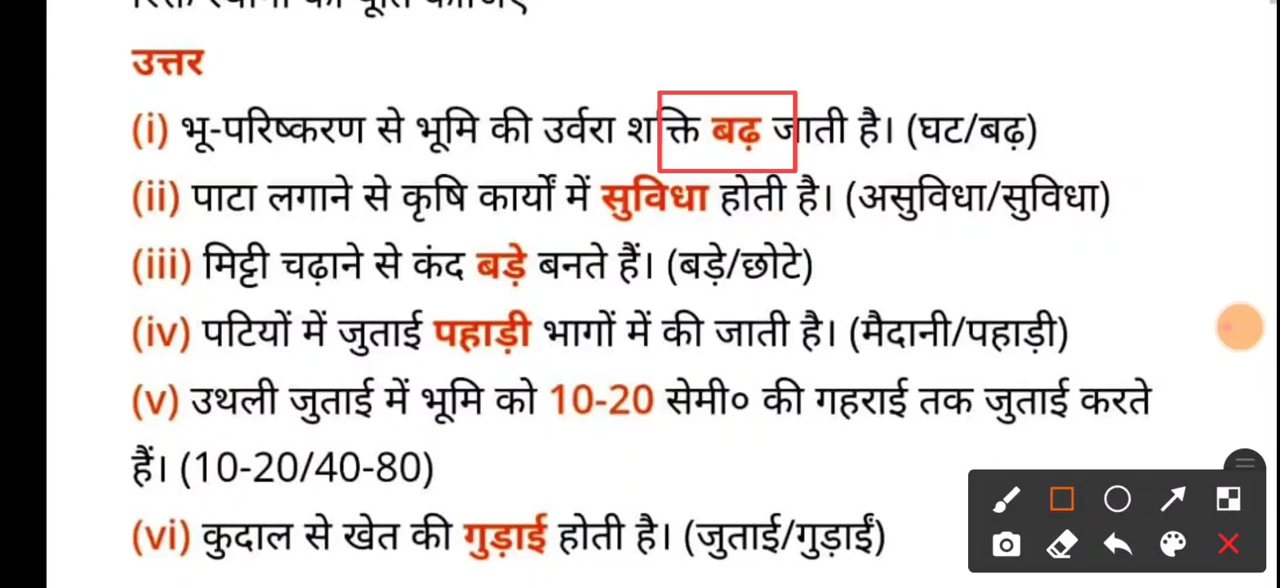 रिक्त स्थानों की पूर्ति कीजिए
उत्तर
(i) भू-परिष्करण से भूमि की उर्वरा शक्ति बढ़ जाती है। (घट/बढ़)
(ii) पाटा लगाने से कृषि कार्यों में सुविधा होती है। (असुविधा/सुविधा)
(iii) मिट्टी चढ़ाने से कंद बड़े बनते हैं। (बड़े/छोटे)
(iv) पटियों में जुताई पहाड़ी भागों में की जाती है। (मैदानी/पहाड़ी)
(v) उथली जुताई में भूमि को 10-20 सेमी० की गहराई तक जुताई करते
हैं। (10-20/40-80)
(vi) कुदाल से खेत की गुड़ाई होती है। (जुताई/गुड़ाईं)